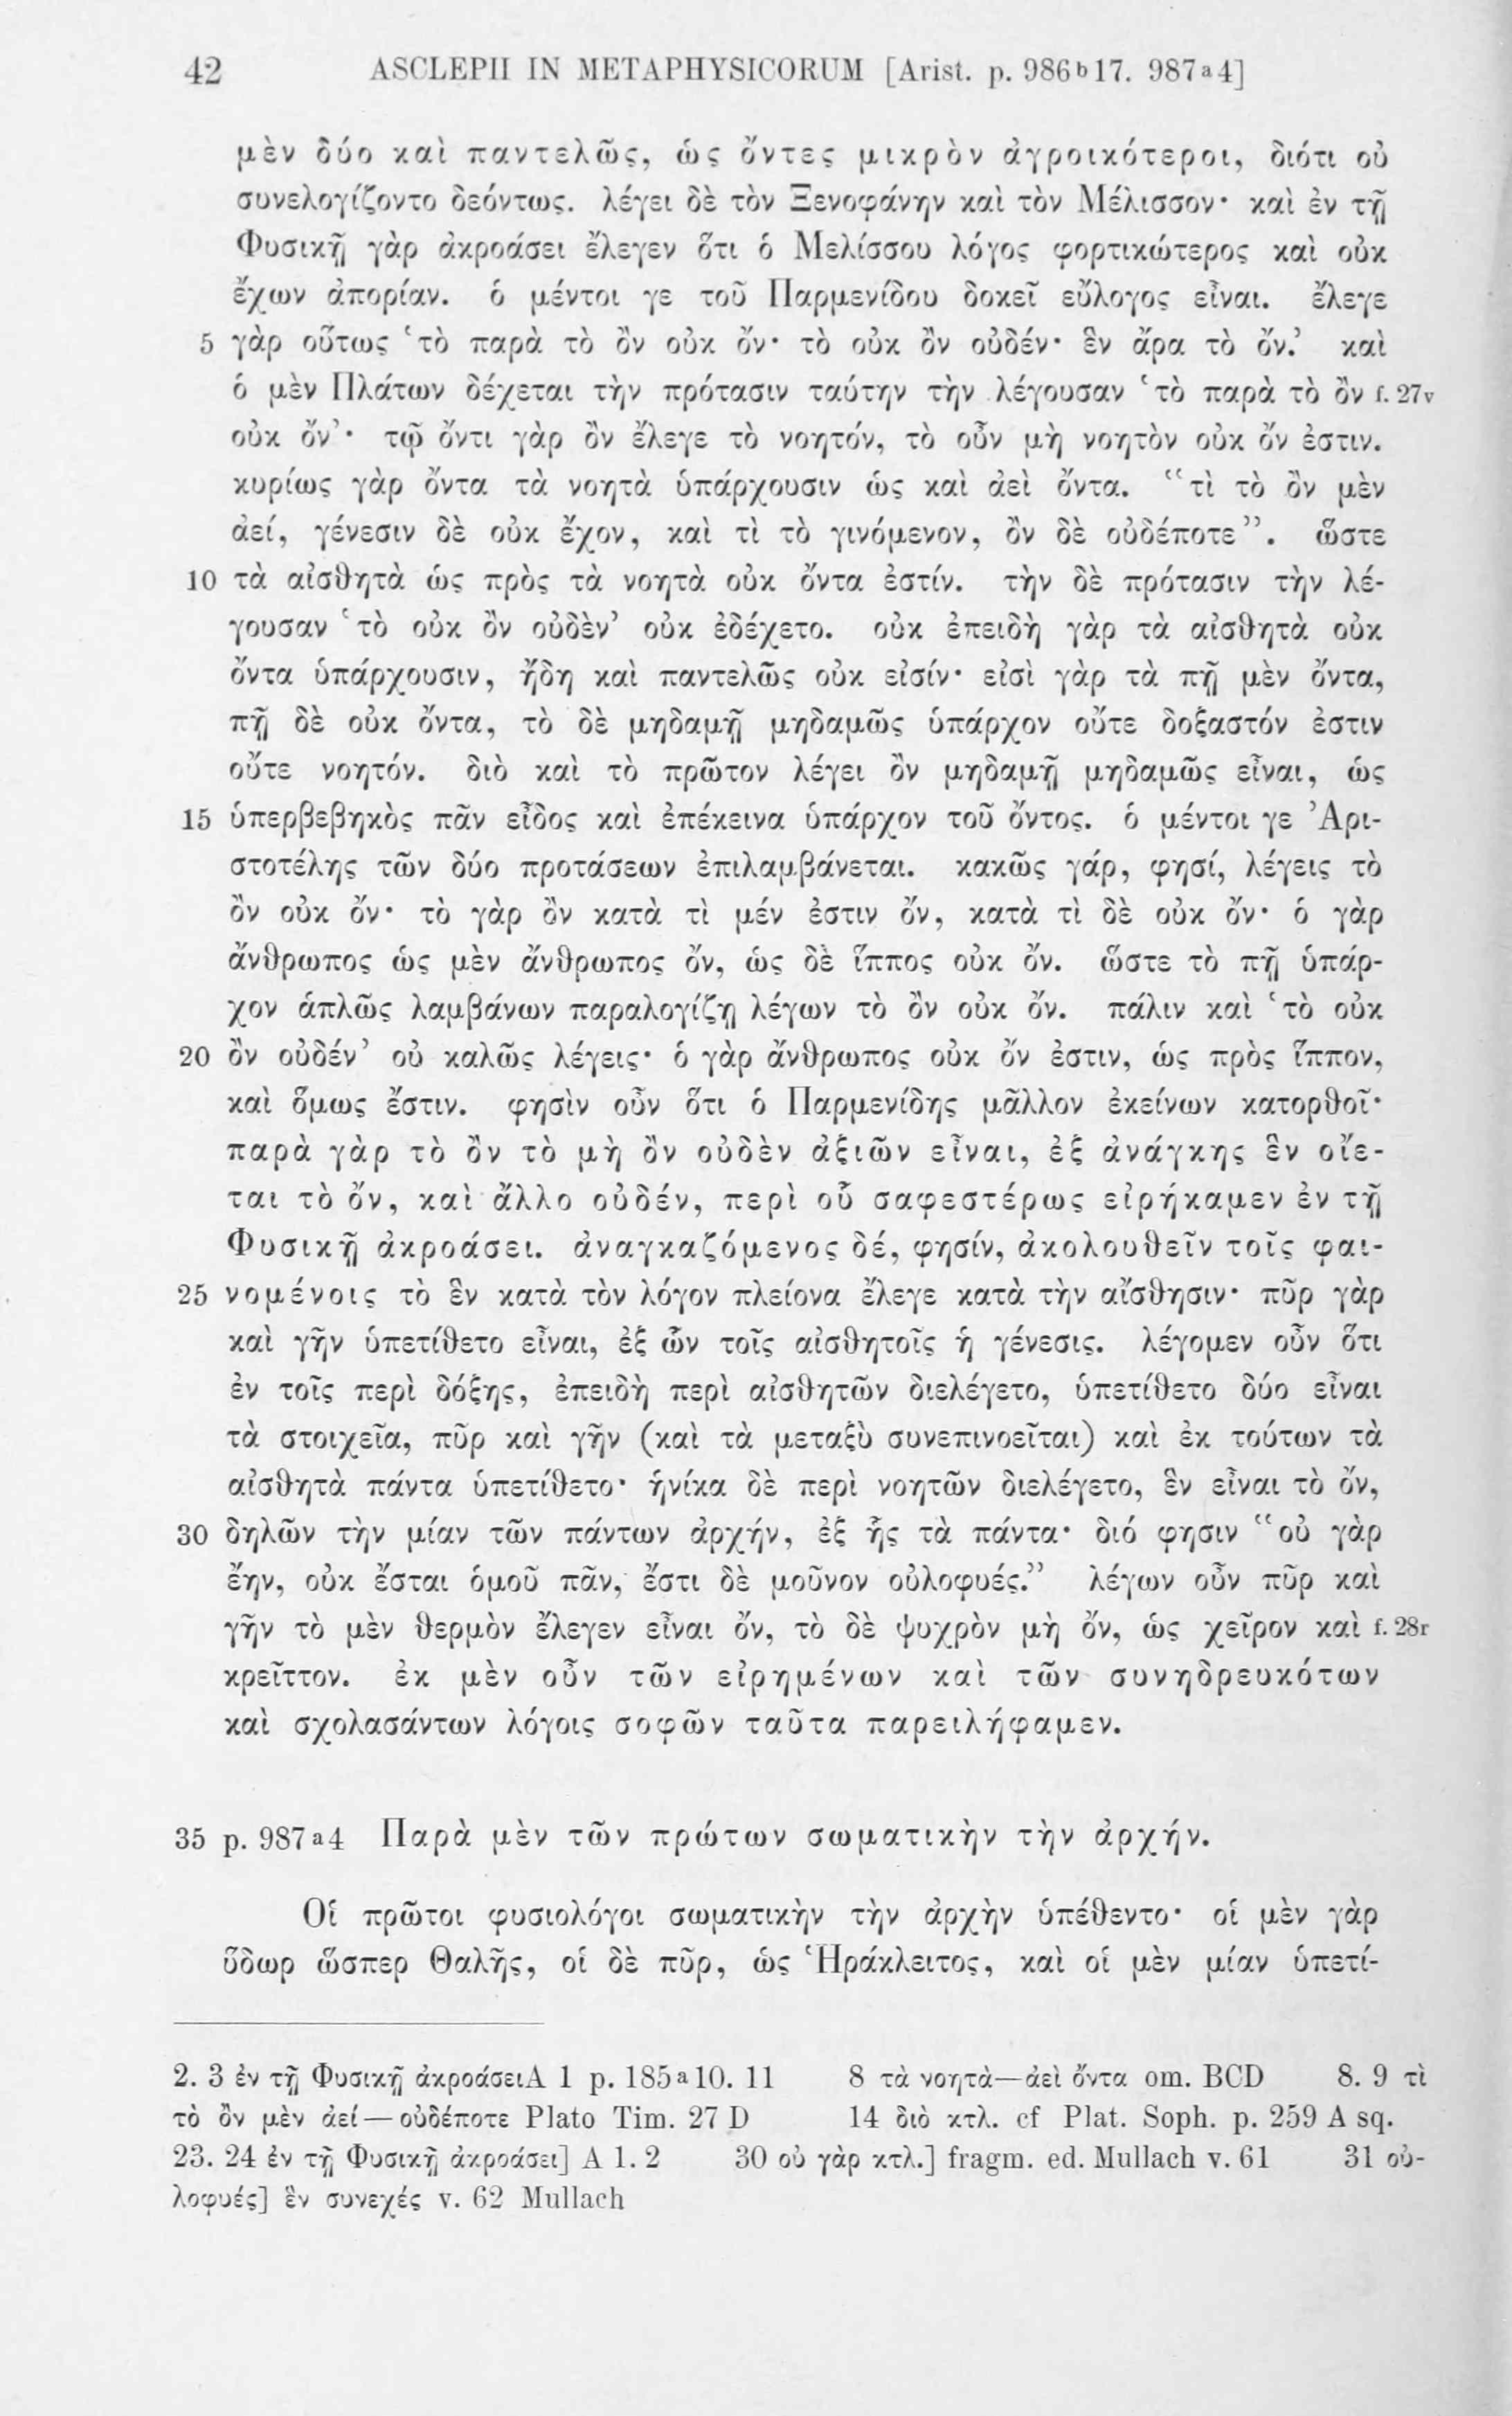 42 ASCLEPII IN METAPHYSICORUM [Arist. p. 986ᵇ17. 987ᵃ4]
μὲν δύο καὶ παντελῶς, ὡς ὄντες μικρὸν ἀγροικότεροι, διότι οὐ
συνελογίζοντο δεόντως. λέγει δὲ τὸν Ξενοφάνην καὶ τὸν Μέλισσον· καὶ ἐν τῇ
Φυσικῇ γὰρ ἀκροάσει ἔλεγεν ὅτι ὁ Μελίσσου λόγος φορτικώτερος καὶ οὐκ
ἔχων ἀπορίαν. ὁ μέντοι γε τοῦ Παρμενίδου δοκεῖ εὔλογος εἶναι. ἔλεγε
5 γὰρ οὕτως ‘τὸ παρὰ τὸ ὂν οὐκ ὄν· τὸ οὐκ ὂν οὐδέν· ἓν ἄρα τὸ ὄν.’ καὶ
ὁ μὲν Πλάτων δέχεται τὴν πρότασιν ταύτην τὴν λέγουσαν ‘τὸ παρὰ τὸ ὂν f. 27v
οὐκ ὄν’· τῷ ὄντι γὰρ ὂν ἔλεγε τὸ νοητόν, τὸ οὖν μὴ νοητὸν οὐκ ὄν ἐστιν.
κυρίως γὰρ ὄντα τὰ νοητὰ ὑπάρχουσιν ὡς καὶ ἀεὶ ὄντα. “τὶ τὸ ὂν μὲν
ἀεί, γένεσιν δὲ οὐκ ἔχον, καὶ τὶ τὸ γινόμενον, ὂν δὲ οὐδέποτε”. ὥστε
10 τὰ αἰσθητὰ ὡς πρὸς τὰ νοητὰ οὐκ ὄντα ἐστίν. τὴν δὲ πρότασιν τὴν λέ-
γουσαν ‘τὸ οὐκ ὂν οὐδὲν’ οὐκ ἐδέχετο. οὐκ ἐπειδὴ γὰρ τὰ αἰσθητὰ οὐκ
ὄντα ὑπάρχουσιν, ἤδη καὶ παντελῶς οὐκ εἰσίν· εἰσὶ γὰρ τὰ πῇ μὲν ὄντα,
πῇ δὲ οὐκ ὄντα, τὸ δὲ μηδαμῇ μηδαμῶς ὑπάρχον οὔτε δοξαστόν ἐστιν
οὔτε νοητόν. διὸ καὶ τὸ πρῶτον λέγει ὂν μηδαμῇ μηδαμῶς εἶναι, ὡς
15 ὑπερβεβηκὸς πᾶν εἶδος καὶ ἐπέκεινα ὑπάρχον τοῦ ὄντος. ὁ μέντοι γε Ἀρι-
στοτέλης τῶν δύο προτάσεων ἐπιλαμβάνεται. κακῶς γάρ, φησί, λέγεις τὸ
ὂν οὐκ ὄν· τὸ γὰρ ὂν κατὰ τὶ μέν ἐστιν ὄν, κατὰ τὶ δὲ οὐκ ὄν· ὁ γὰρ
ἄνθρωπος ὡς μὲν ἄνθρωπος ὄν, ὡς δὲ ἵππος οὐκ ὄν. ὥστε τὸ πῇ ὑπάρ-
χον ἁπλῶς λαμβάνων παραλογίζῃ λέγων τὸ ὂν οὐκ ὄν. πάλιν καὶ ‘τὸ οὐκ
20 ὂν οὐδέν’ οὐ καλῶς λέγεις· ὁ γὰρ ἄνθρωπος οὐκ ὄν ἐστιν, ὡς πρὸς ἵππον,
καὶ ὅμως ἔστιν. φησὶν οὖν ὅτι ὁ Παρμενίδης μᾶλλον ἐκείνων κατορθοῖ·
παρὰ γὰρ τὸ ὂν τὸ μὴ ὂν οὐδὲν ἀξιῶν εἶναι, ἐξ ἀνάγκης ἓν οἴε-
ται τὸ ὄν, καὶ ἄλλο οὐδέν, περὶ οὗ σαφεστέρως εἰρήκαμεν ἐν τῇ
Φυσικῇ ἀκροάσει. ἀναγκαζόμενος δέ, φησίν, ἀκολουθεῖν τοῖς φαι-
25 νομένοις τὸ ἓν κατὰ τὸν λόγον πλείονα ἔλεγε κατὰ τὴν αἴσθησιν· πῦρ γὰρ
καὶ γῆν ὑπετίθετο εἶναι, ἐξ ὧν τοῖς αἰσθητοῖς ἡ γένεσις. λέγομεν οὖν ὅτι
ἐν τοῖς περὶ δόξης, ἐπειδὴ περὶ αἰσθητῶν διελέγετο, ὑπετίθετο δύο εἶναι
τὰ στοιχεῖα, πῦρ καὶ γῆν (καὶ τὰ μεταξὺ συνεπινοεῖται) καὶ ἐκ τούτων τὰ
αἰσθητὰ πάντα ὑπετίθετο· ἡνίκα δὲ περὶ νοητῶν διελέγετο, ἓν εἶναι τὸ ὄν,
30 δηλῶν τὴν μίαν τῶν πάντων ἀρχήν, ἐξ ἧς τὰ πάντα· διό φησιν “οὐ γὰρ
ἔην, οὐκ ἔσται ὁμοῦ πᾶν, ἔστι δὲ μοῦνον οὐλοφυές.” λέγων οὖν πῦρ καὶ
γῆν τὸ μὲν θερμὸν ἔλεγεν εἶναι ὄν, τὸ δὲ ψυχρὸν μὴ ὄν, ὡς χεῖρον καὶ f. 28r
κρεῖττον. ἐκ μὲν οὖν τῶν εἰρημένων καὶ τῶν συνηδρευκότων
καὶ σχολασάντων λόγοις σοφῶν ταῦτα παρειλήφαμεν.
35 p. 987ᵃ4 Παρὰ μὲν τῶν πρώτων σωματικὴν τὴν ἀρχήν.
Οἱ πρῶτοι φυσιολόγοι σωματικὴν τὴν ἀρχὴν ὑπέθεντο· οἱ μὲν γὰρ
ὕδωρ ὥσπερ Θαλῆς, οἱ δὲ πῦρ, ὡς Ἡράκλειτος, καὶ οἱ μὲν μίαν ὑπετί-
2. 3 ἐν τῇ Φυσικῇ ἀκροάσειA 1 p. 185ᵃ10. 11 8 τὰ νοητὰ—ἀεὶ ὄντα om. BCD 8. 9 τὶ
τὸ ὂν μὲν ἀεί—οὐδέποτε Plato Tim. 27 D 14 διὸ κτλ. cf Plat. Soph. p. 259 A sq.
23. 24 ἐν τῇ Φυσικῇ ἀκροάσει] A 1. 2 30 οὐ γὰρ κτλ.] fragm. ed. Mullach v. 61 31 οὐ-
λοφυές] ἓν συνεχές v. 62 Mullach